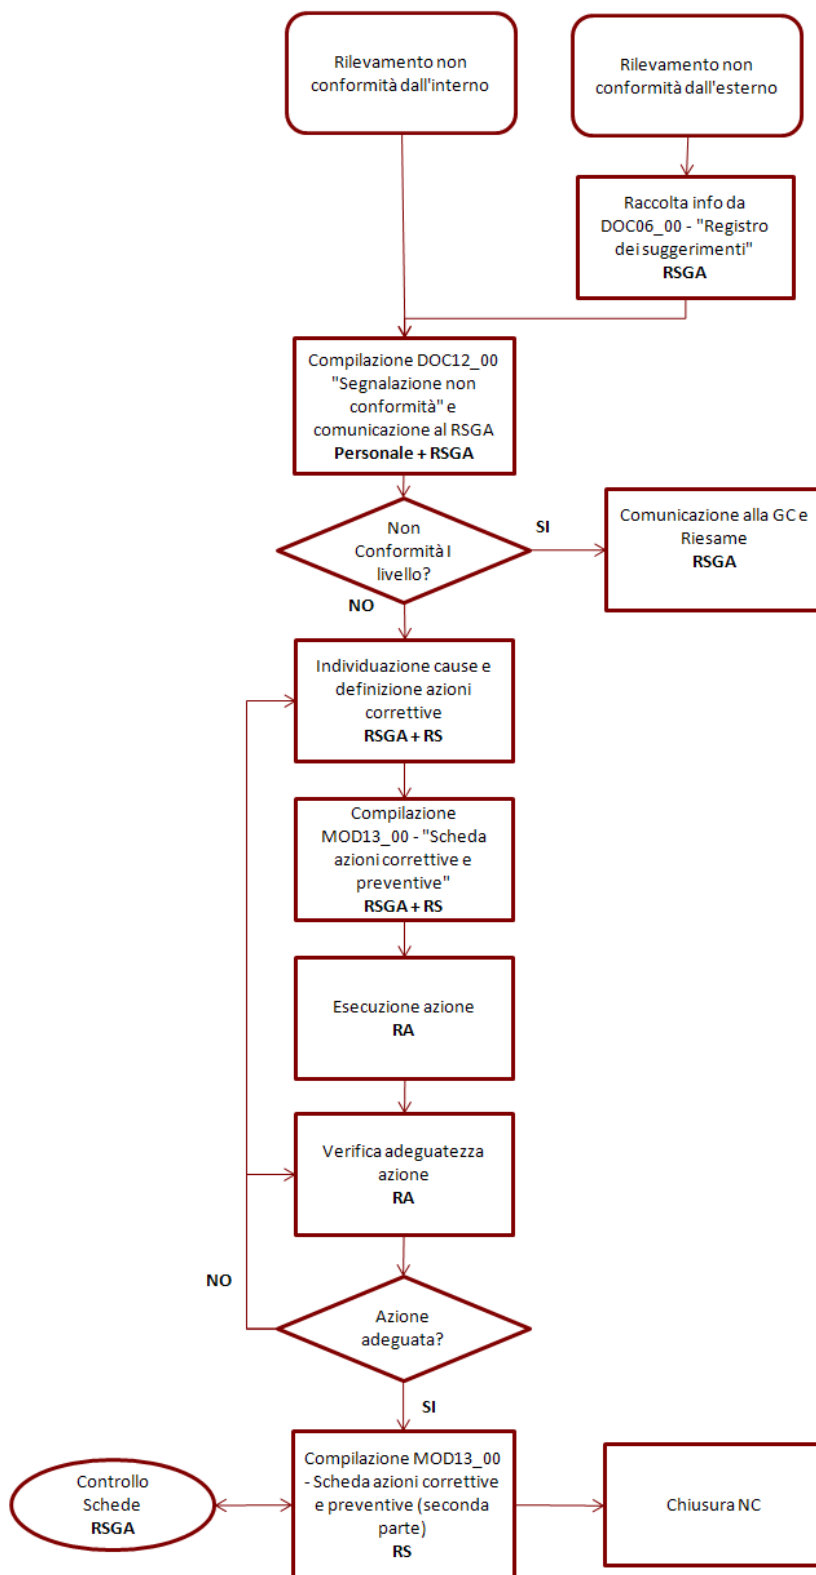 Rilevamento non
conformità dall'interno
Rilevamento non
conformità dall'esterno
Raccolta info da
DOC06_00 - "Registro
dei suggerimenti"
RSGA
Compilazione DOC12_00
"Segnalazione non
conformità" e
comunicazione al RSGA
Personale + RSGA
Non
Conformità I
livello?
SI
Comunicazione alla GC e
Riesame
RSGA
NO
Individuazione cause e
definizione azioni
correttive
RSGA + RS
Compilazione
MOD13_00 - "Scheda
azioni correttive e
preventive"
RSGA + RS
Esecuzione azione
RA
Verifica adeguatezza
azione
RA
NO
Azione
adeguata?
SI
Controllo
Schede
RSGA
Compilazione MOD13_00
- Scheda azioni correttive
e preventive (seconda
parte)
RS
Chiusura NC